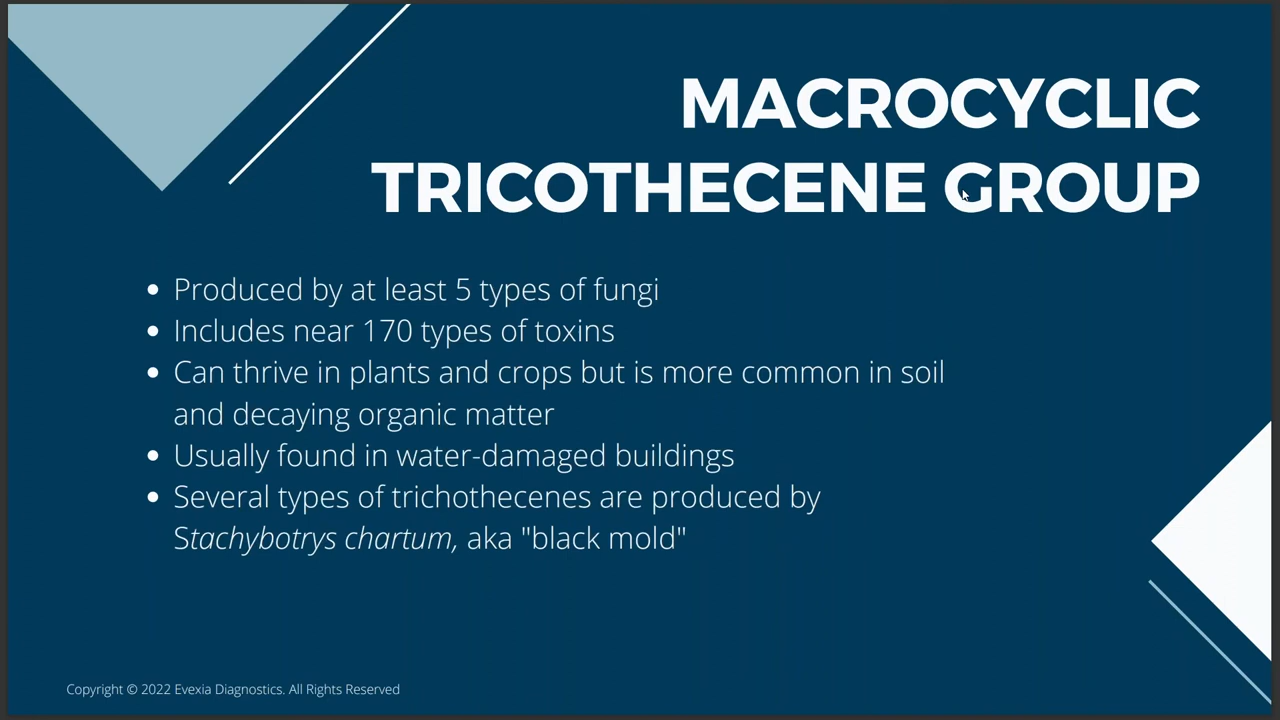 MACROCYCLIC
TRICOTHECENE GROUP
• Produced by at least 5 types of fungi
• Includes near 170 types of toxins
• Can thrive in plants and crops but is more common in soil
and decaying organic matter
• Usually found in water-damaged buildings
• Several types of trichothecenes are produced by
Stachybotrys chartum, aka "black mold"
Copyright © 2022 Evexia Diagnostics. All Rights Reserved